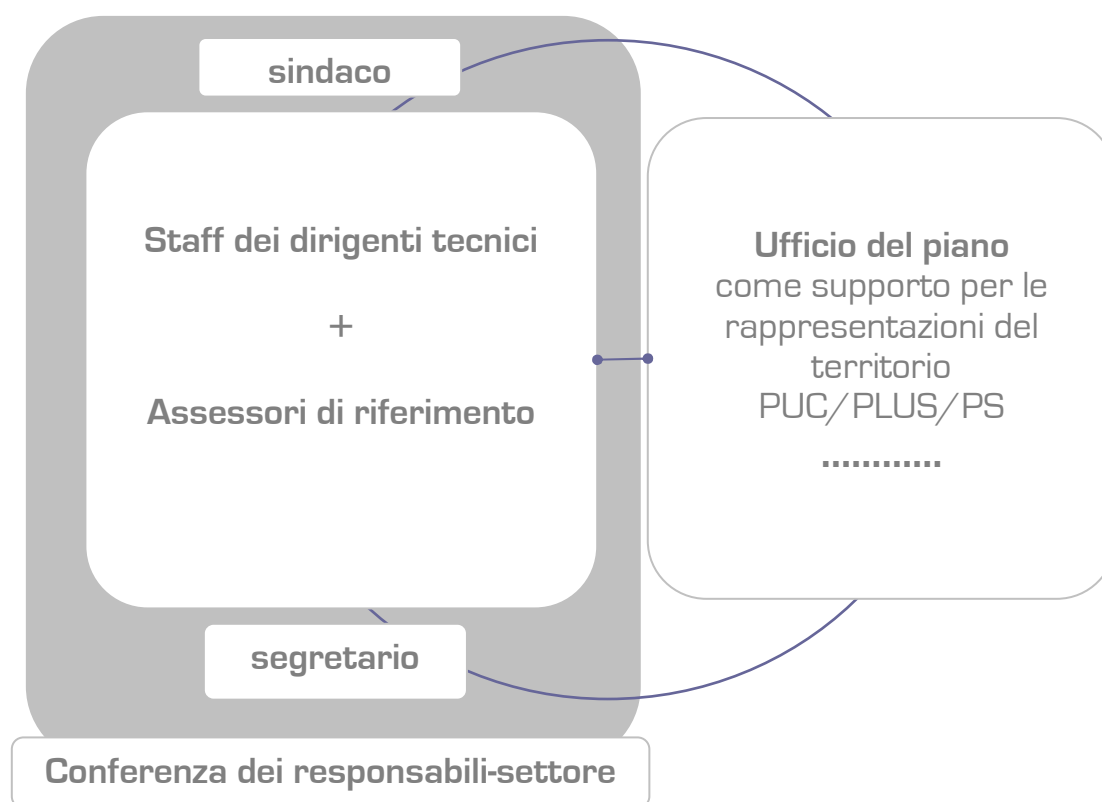 sindaco
Staff dei dirigenti tecnici
+
Assessori di riferimento
segretario
Conferenza dei responsabili-settore
Ufficio del piano
come supporto per le
rappresentazioni del
territorio
PUC/PLUS/PS
............